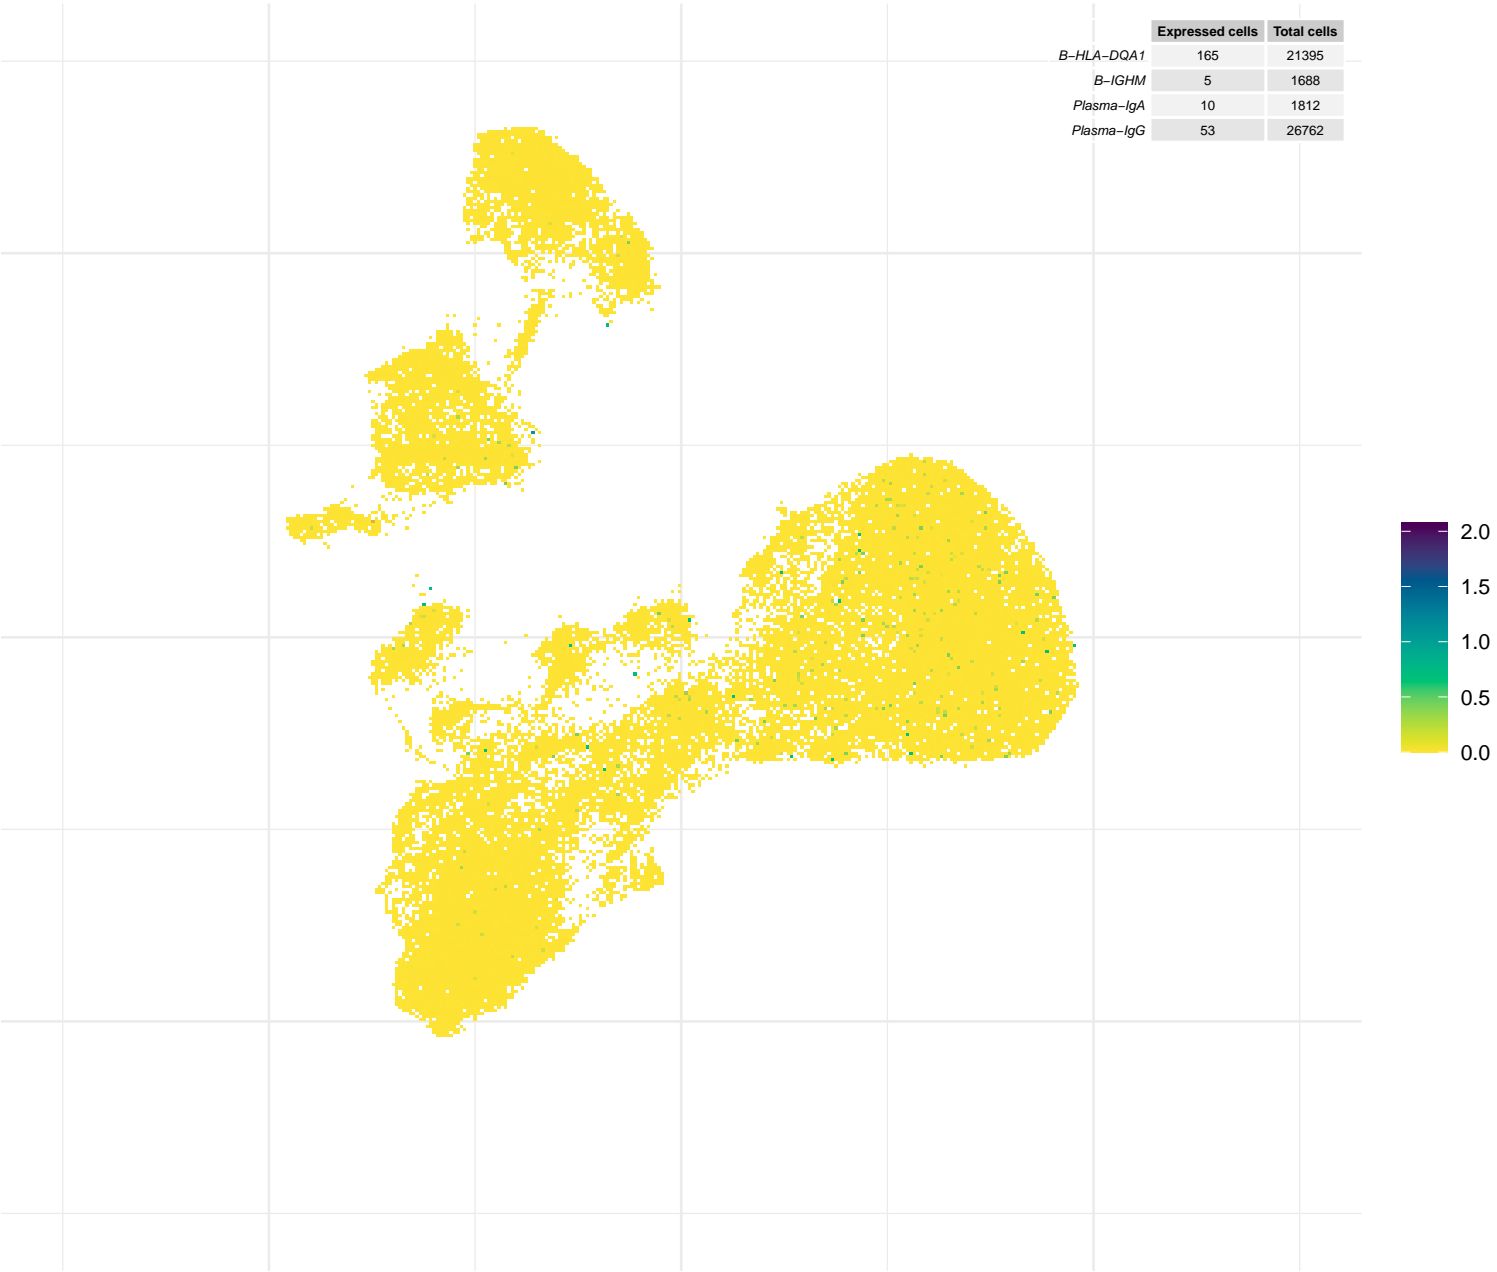 Expressed cells Total cells
B−HLA−DQA1 165 21395
B−IGHM 5 1688
Plasma−IgA 10 1812
Plasma−IgG 53 26762
2.0
1.5
1.0
0.5
0.0